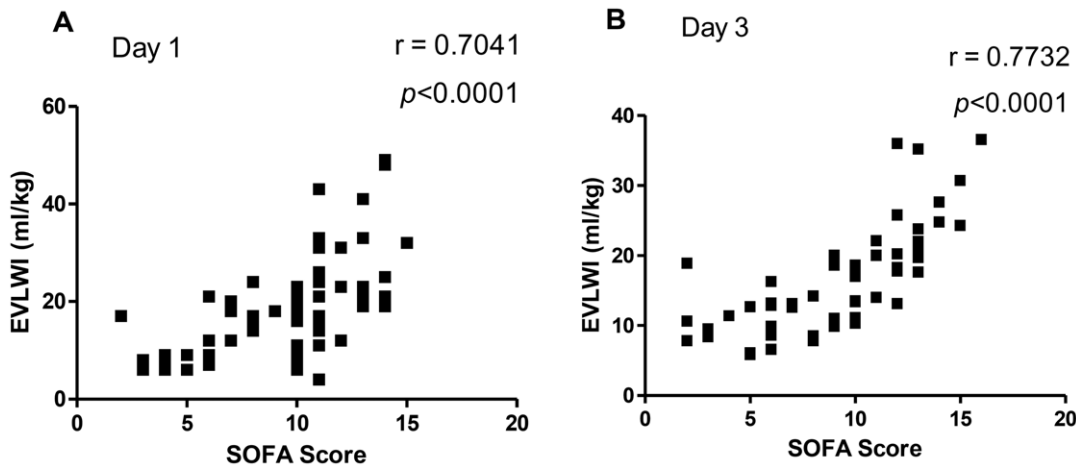 A
Day 1
r = 0.7041
p<0.0001
60
40
20
0
EVLWI (ml/kg)
0 5 10 15 20
SOFA Score
B
Day 3
r = 0.7732
p<0.0001
40
30
20
10
0
EVLWI (ml/kg)
0 5 10 15 20
SOFA Score